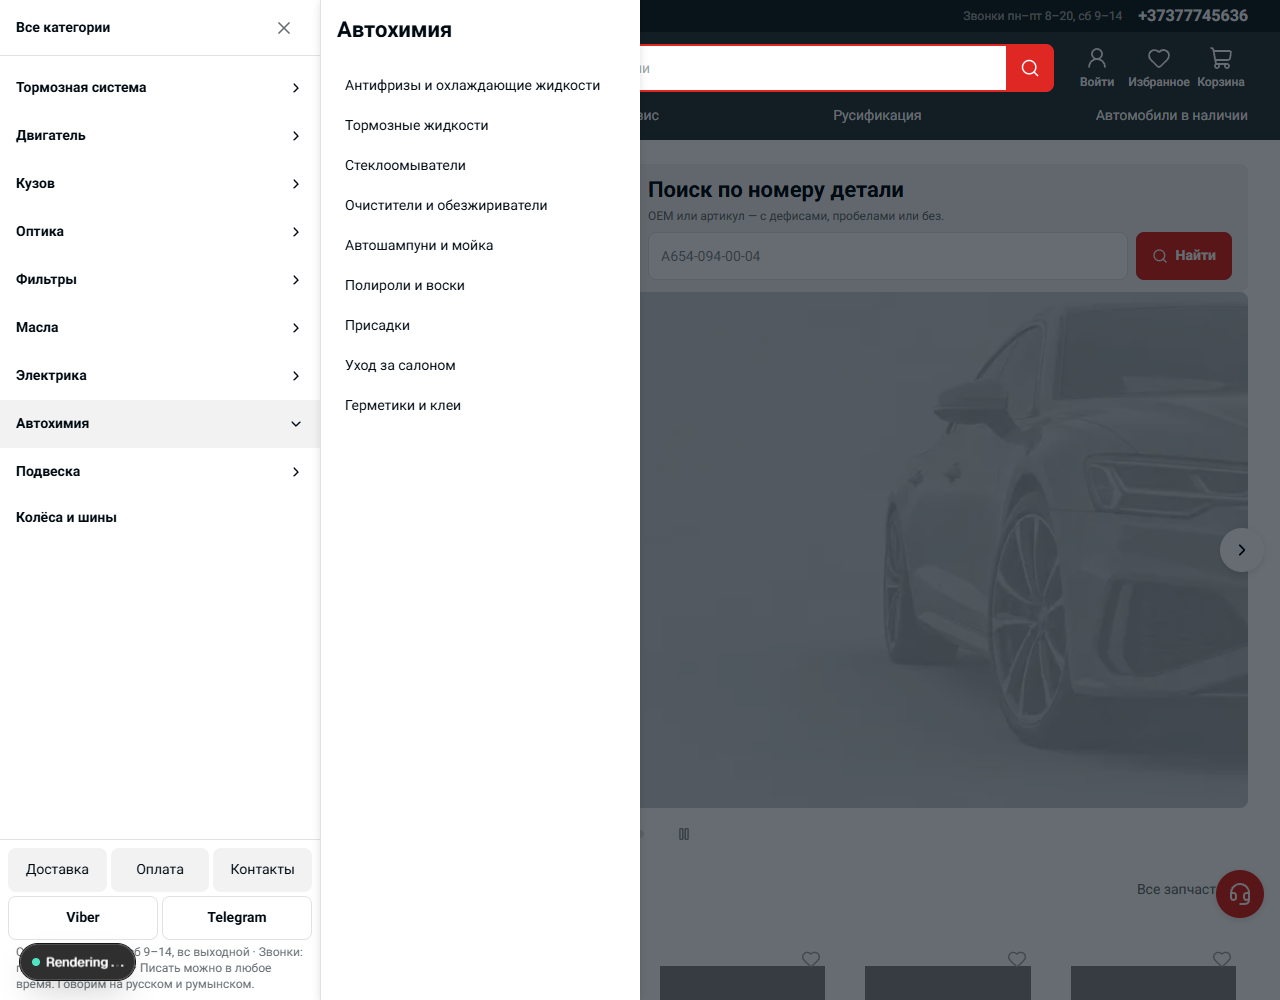 Все категории
Тормозная система
Двигатель
Кузов
Оптика
Фильтры
Масла
Электрика
Автохимия
Подвеска
Колёса и шины
Доставка
Оплата
Контакты
Viber
Telegram
б 9–14, вс выходной · Звонки:
Писать можно в любое
время. Говорим на русском и румынском.
Rendering...
Автохимия
Антифризы и охлаждающие жидкости
Тормозные жидкости
Стеклоомыватели
Очистители и обезжириватели
Автошампуни и мойка
Полироли и воски
Присадки
Уход за салоном
Герметики и клеи
Звонки пн–пт 8–20, сб 9–14
+37377745636
Войти
Избранное
Корзина
Русификация
Автомобили в наличии
Поиск по номеру детали
OEM или артикул — с дефисами, пробелами или без.
A654-094-00-04
Найти
Все запчаст